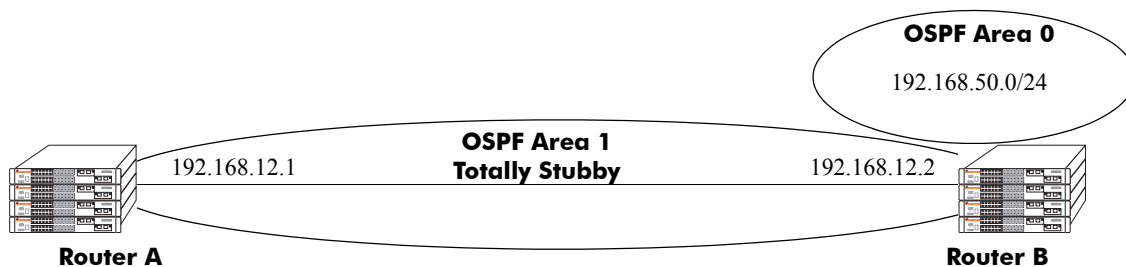 OSPF Area 0
192.168.50.0/24
OSPF Area 1
Totally Stubby
192.168.12.1
192.168.12.2
Router A
Router B